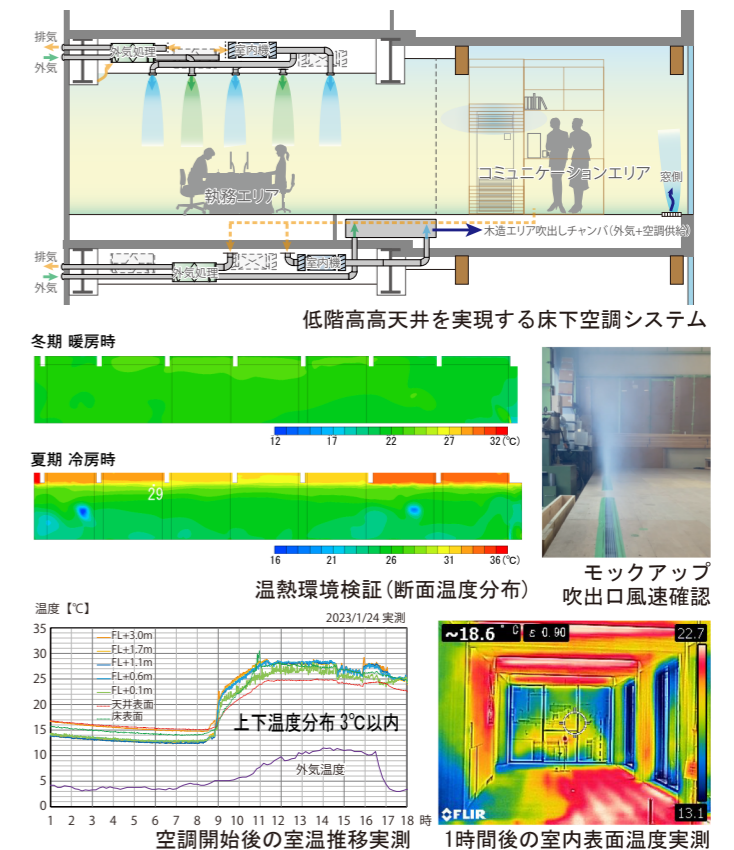 排気
外気
外気処理
室内機
執務エリア
コミュニケーションエリア
窓側
木造エリア吹出しチャンバ(外気+空調供給)
排気
外気
外気処理
室内機
低階高高天井を実現する床下空調システム
冬期 暖房時
12 17 22 27 32(℃)
夏期 冷房時
29
16 21 26 31 36(℃)
温熱環境検証(断面温度分布)
モックアップ
吹出口風速確認
温度【℃】
2023/1/24 実測
35
30
25
20
15
10
5
0
FL+3.0m
FL+1.7m
FL+1.1m
FL+0.6m
FL+0.1m
天井表面
床表面
上下温度分布 3℃以内
外気温度
1 2 3 4 5 6 7 8 9 10 11 12 13 14 15 16 17 18 時
空調開始後の室温推移実測
~18.6 °C ε 0.90
22.7
13.1
FLIR
1時間後の室内表面温度実測